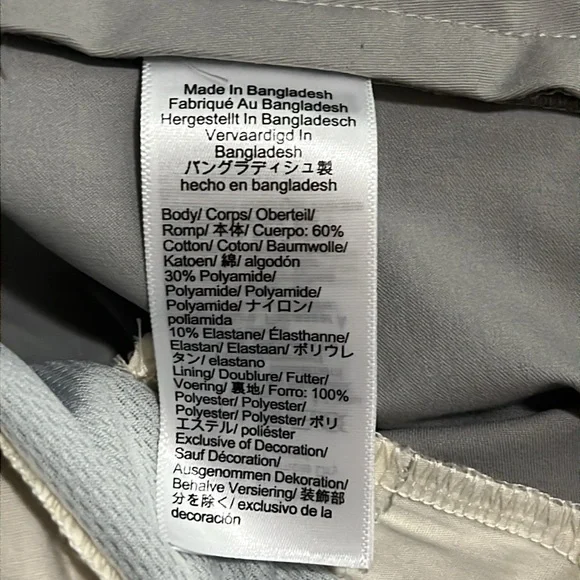 Made In Bangladesh
Fabriqué Au Bangladesh
Hergestellt In Bangladesch
Vervaardigd In
Bangladesh
バングラディシュ製
hecho en bangladesh
Body/ Corps/ Oberteil/
Romp/ 本体/ Cuerpo: 60%
Cotton/ Coton/ Baumwolle/
Katoen/ 綿/ algodón
30% Polyamide/
Polyamide/ Polyamide/
Polyamide/ ナイロン/
poliamida
10% Elastane/ Élasthanne/
Elastan/ Elastaan/ ポリウレ
タン/ elastano
Lining/ Doublure/ Futter/
Voering/ 裏地/ Forro: 100%
Polyester/ Polyester/
Polyester/ Polyester/ ポリ
エステル/ poliéster
Exclusive of Decoration/
Sauf Décoration/
Ausgenommen Dekoration/
Behalve Versiering/ 装飾部
分を除く/ exclusivo de la
decoración